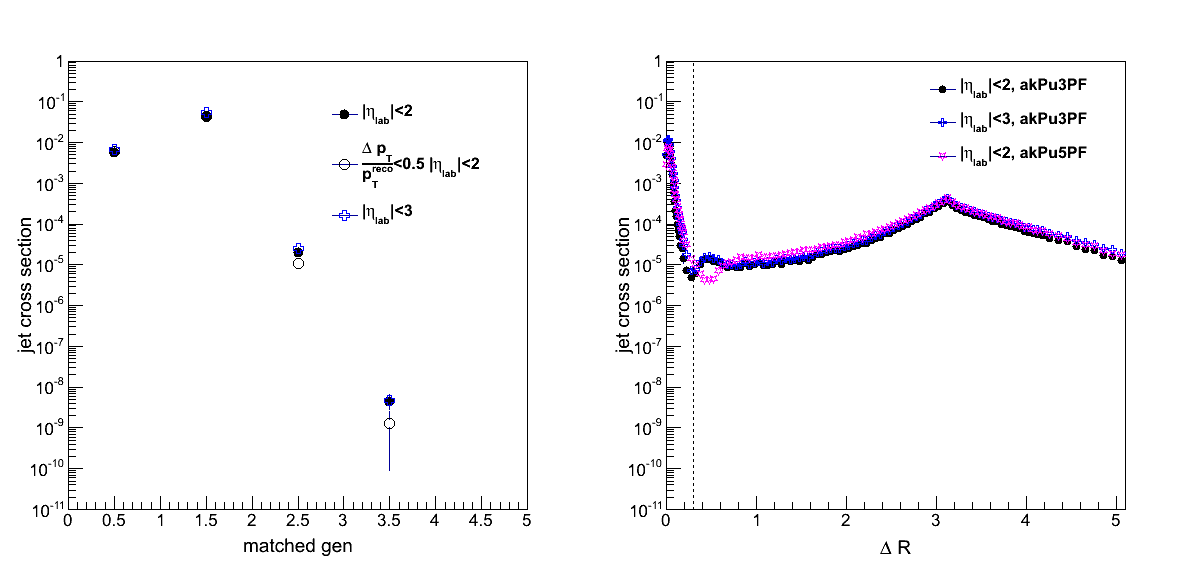 1
10^-1
10^-2
10^-3
10^-4
10^-5
10^-6
10^-7
10^-8
10^-9
10^-10
10^-11
jet cross section
0 0.5 1 1.5 2 2.5 3 3.5 4 4.5 5
matched gen
|η_lab|<2
Δ p_T
p_T^reco <0.5 |η_lab|<2
|η_lab|<3
1
10^-1
10^-2
10^-3
10^-4
10^-5
10^-6
10^-7
10^-8
10^-9
10^-10
10^-11
jet cross section
0 1 2 3 4 5
Δ R
|η_lab|<2, akPu3PF
|η_lab|<3, akPu3PF
|η_lab|<2, akPu5PF